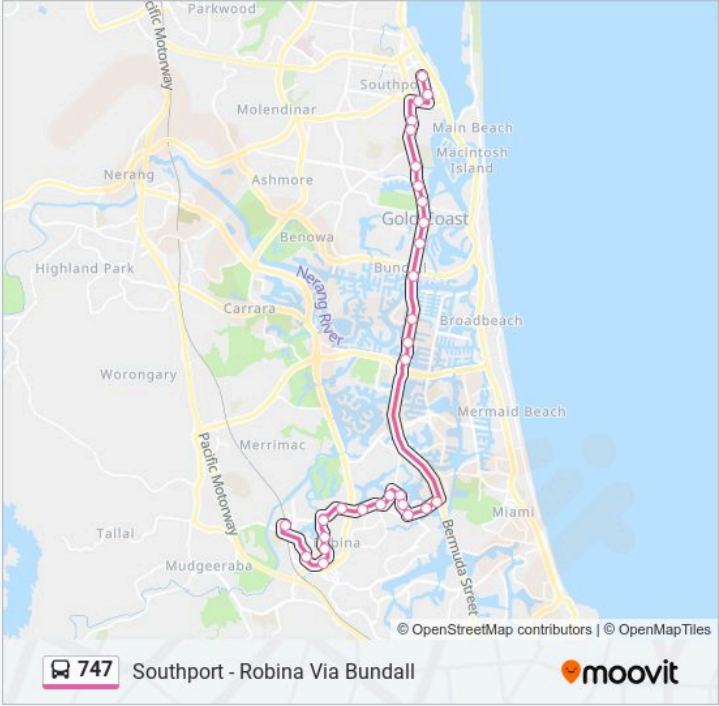 Parkwood
Pacific Motorway
Southport
Molendinar
Main Beach
Macintosh
Island
Nerang
Ashmore
Gold Coast
Benowa
Bundall
Highland Park
Nerang River
Carrara
Broadbeach
Worongary
Mermaid Beach
Merrimac
Pacific Motorway
Miami
Tallai
Robina
Mudgeeraba
Bermuda Street
© OpenStreetMap contributors | © OpenMapTiles
747 Southport - Robina Via Bundall
moovit